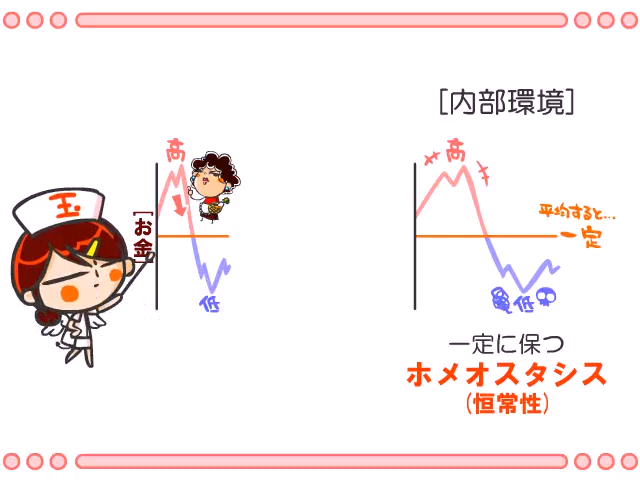 [内部環境]
玉
[お金]
高
低
高
平均すると…
一定
低
一定に保つ
ホメオスタシス
(恒常性)